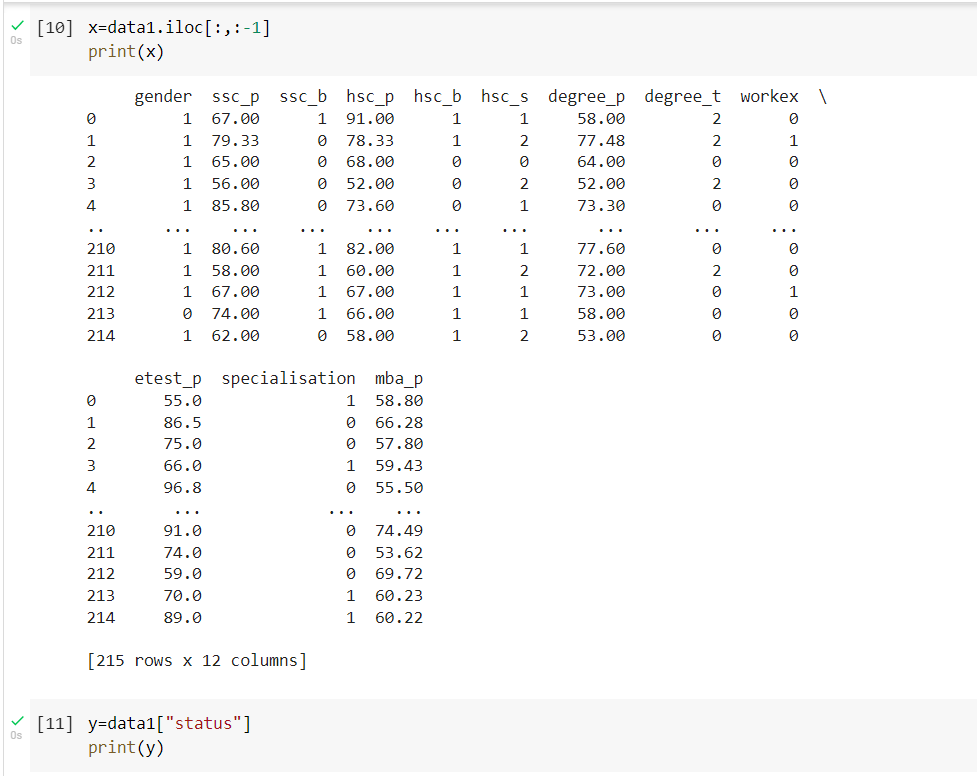 [10] x=data1.iloc[:,:-1]
0s print(x)
gender ssc_p ssc_b hsc_p hsc_b hsc_s degree_p degree_t workex \
0 1 67.00 1 91.00 1 1 58.00 2 0
1 1 79.33 0 78.33 1 2 77.48 2 1
2 1 65.00 0 68.00 0 0 64.00 0 0
3 1 56.00 0 52.00 0 2 52.00 2 0
4 1 85.80 0 73.60 0 1 73.30 0 0
.. ... ... ... ... ... ... ... ... ...
210 1 80.60 1 82.00 1 1 77.60 0 0
211 1 58.00 1 60.00 1 2 72.00 2 0
212 1 67.00 1 67.00 1 1 73.00 0 1
213 0 74.00 1 66.00 1 1 58.00 0 0
214 1 62.00 0 58.00 1 2 53.00 0 0
etest_p specialisation mba_p
0 55.0 1 58.80
1 86.5 0 66.28
2 75.0 0 57.80
3 66.0 1 59.43
4 96.8 0 55.50
.. ... ... ...
210 91.0 0 74.49
211 74.0 0 53.62
212 59.0 0 69.72
213 70.0 1 60.23
214 89.0 1 60.22
[215 rows x 12 columns]
[11] y=data1["status"]
0s print(y)